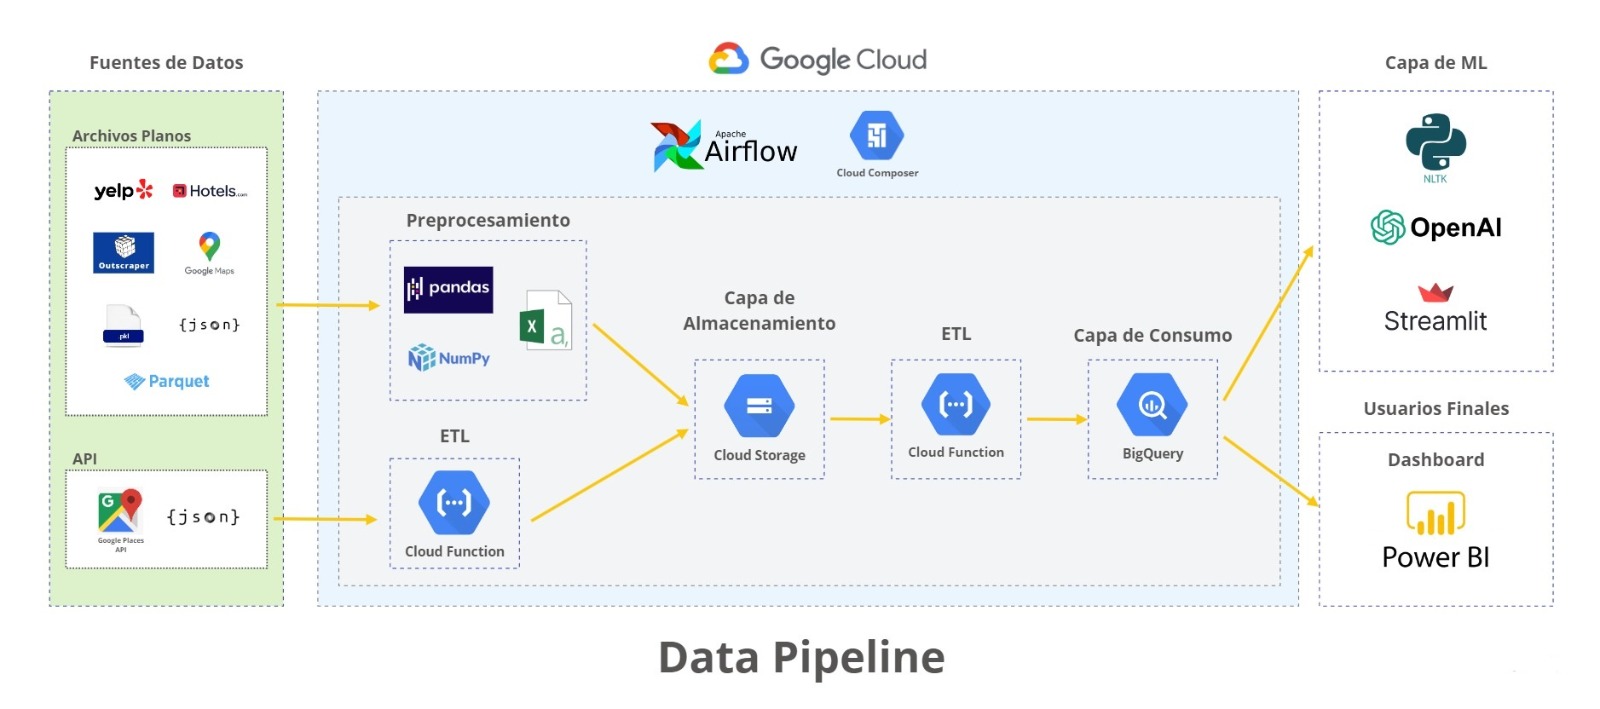 Fuentes de Datos
Google Cloud
Capa de ML
Archivos Planos
yelp
Hotels.com
Outscraper
Google Maps
pkl
{json}
Parquet
API
Google Places
API
{json}
Apache
Airflow
Cloud Composer
Preprocesamiento
pandas
X
a,
NumPy
ETL
Cloud Function
Capa de
Almacenamiento
Cloud Storage
ETL
Cloud Function
Capa de Consumo
BigQuery
NLTK
OpenAI
Streamlit
Usuarios Finales
Dashboard
Power BI
Data Pipeline